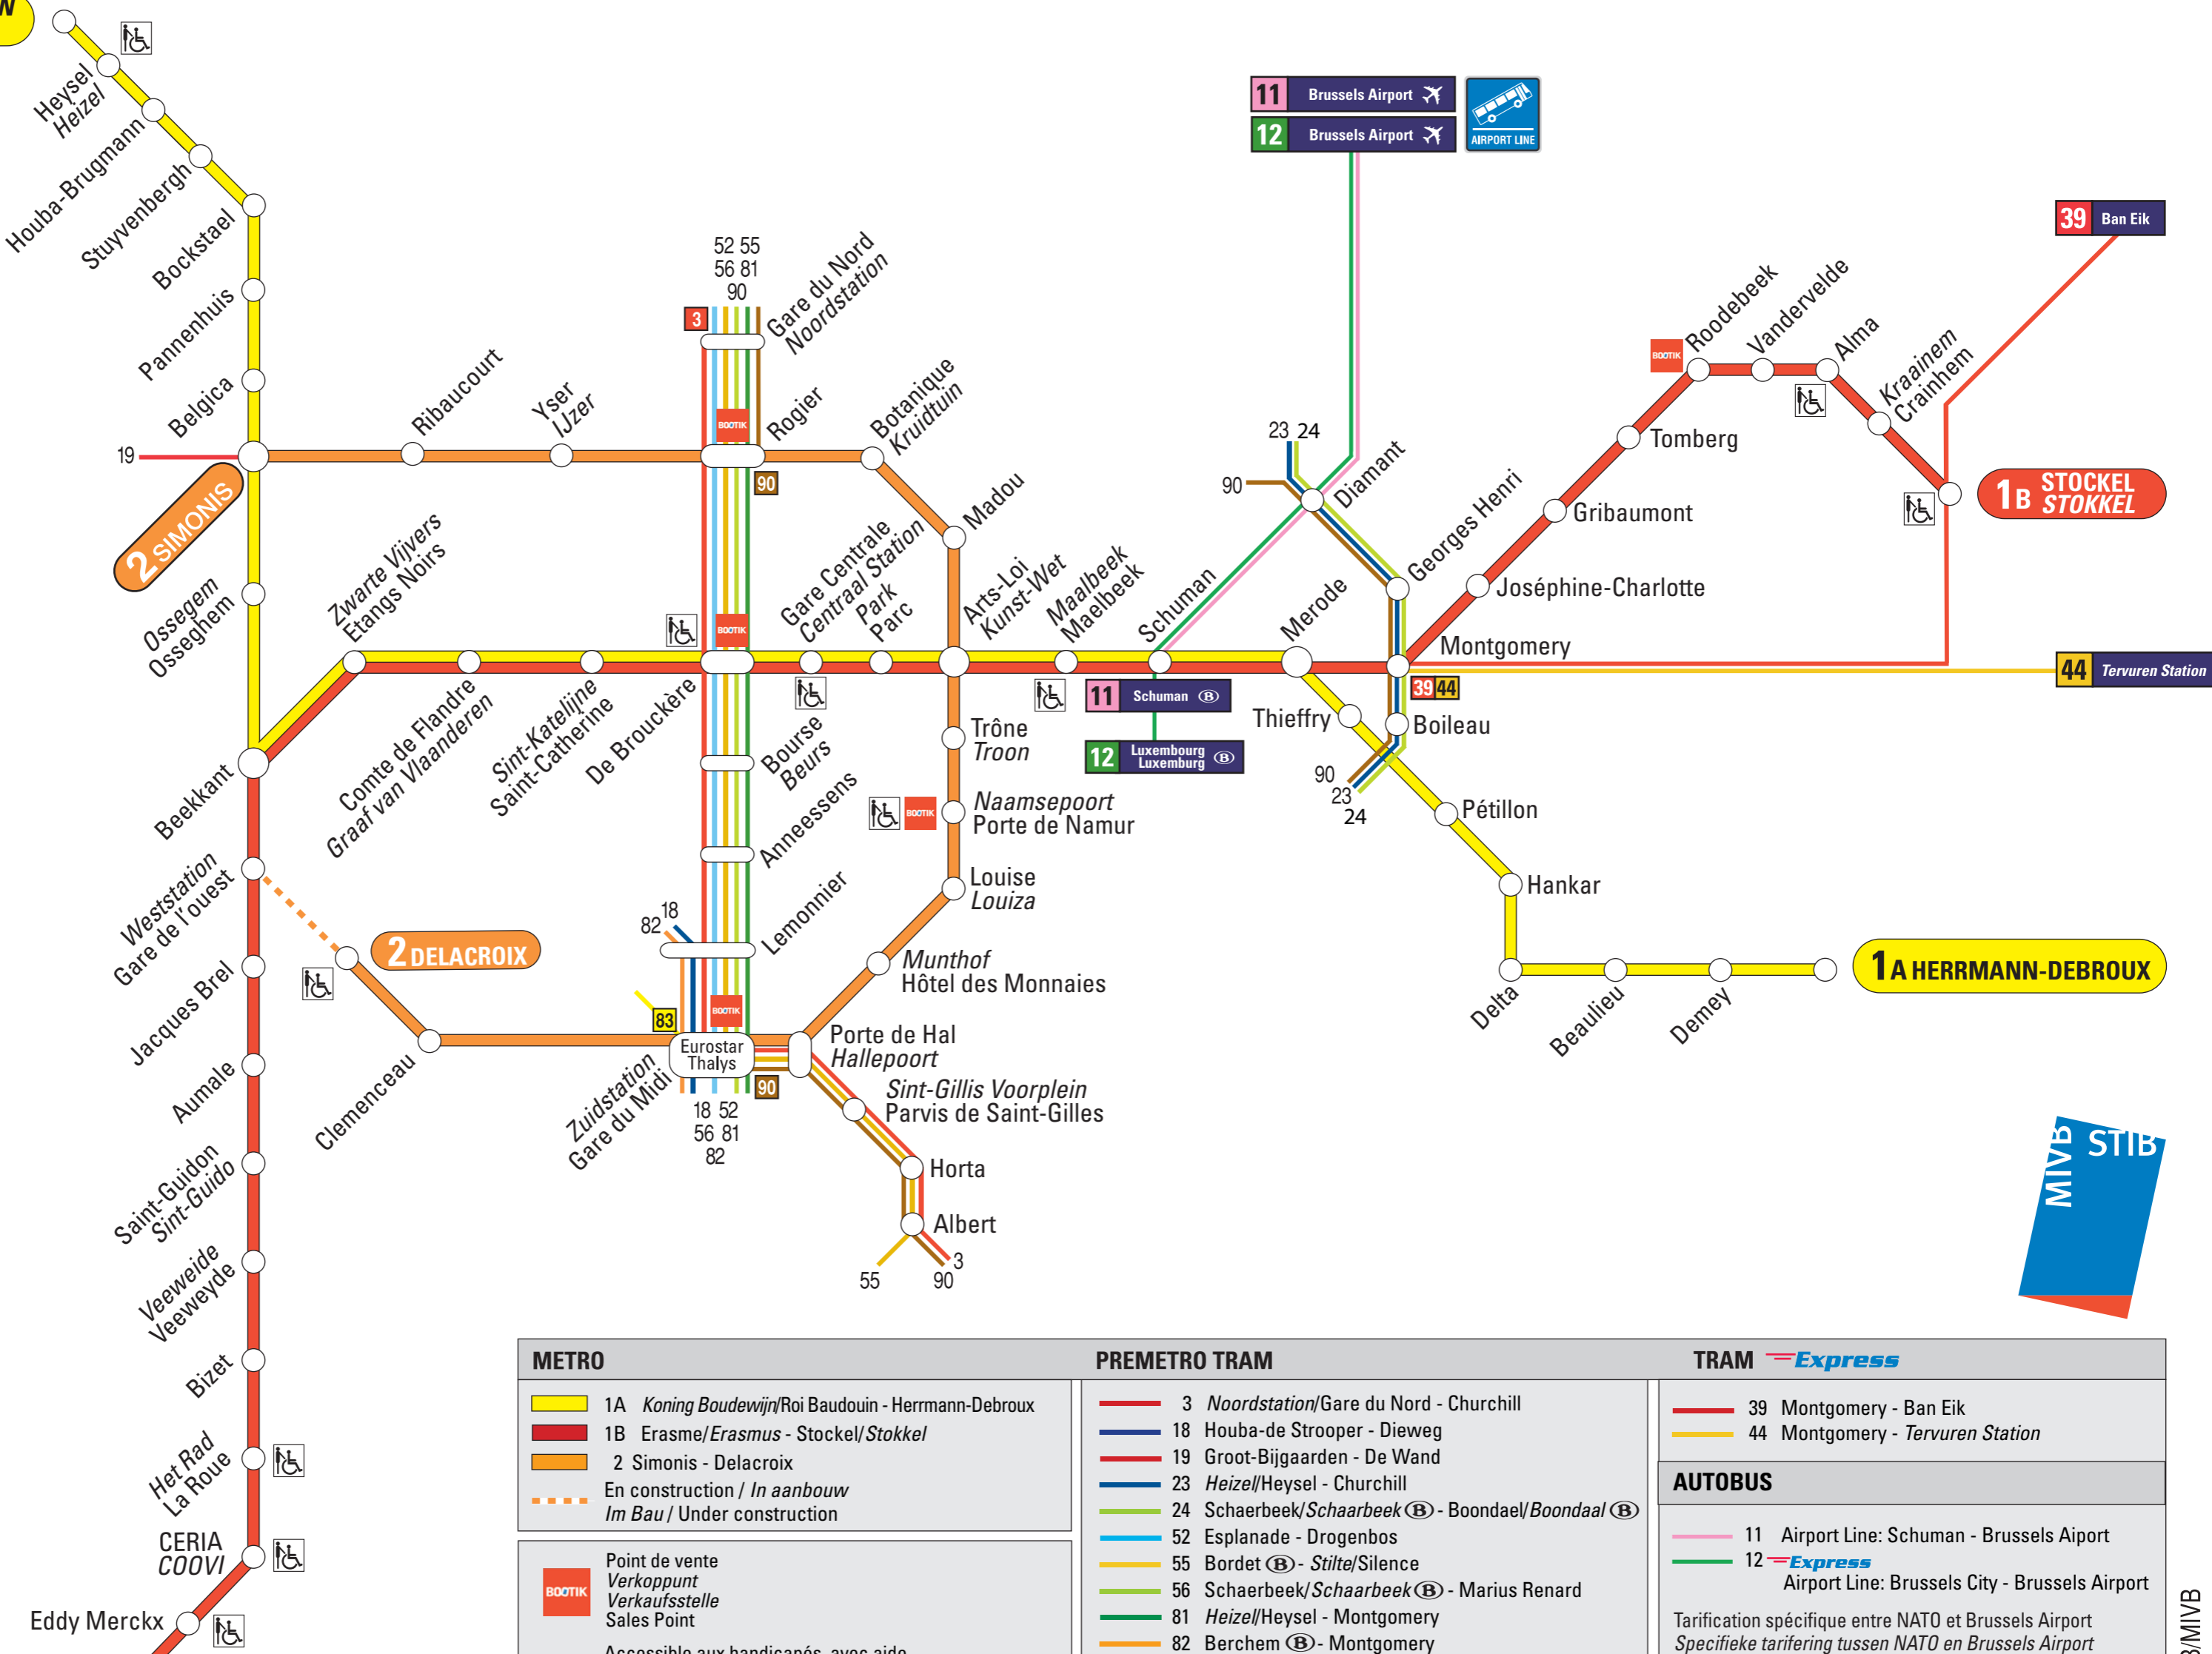 W
Heysel
Heizel
Houba-Brugmann
Stuyvenbergh
Bockstael
Pannenhuis
Belgica
19
2 SIMONIS
Ribaucourt
Yser
IJzer
52 55
56 81
90
3
Gare du Nord
Noordstation
BOOTIK
Rogier
90
Botanique
Kruidtuin
Madou
11 Brussels Airport
12 Brussels Airport
AIRPORT LINE
39 Ban Eik
23 24
90
Diamant
Georges Henri
BOOTIK
Roodebeek
Vandervelde
Alma
Kraainem
Crainhem
Tomberg
Gribaumont
Joséphine-Charlotte
Montgomery
1B STOCKEL
STOKKEL
Ossegem
Osseghem
Zwarte Vijvers
Etangs Noirs
BOOTIK
Gare Centrale
Centraal Station
Park
Parc
Arts-Loi
Kunst-Wet
Maalbeek
Maelbeek
Schuman
Merode
39 44
44 Tervuren Station
11 Schuman B
12 Luxembourg
Luxemburg B
Thieffry
Boileau
90
23
24
Pétillon
Hankar
Delta
Beaulieu
Demey
1A HERRMANN-DEBROUX
Beekkant
Comte de Flandre
Graaf van Vlaanderen
Sint-Katelijne
Saint-Catherine
De Brouckère
Bourse
Beurs
Anneessens
Lemonnier
Trône
Troon
BOOTIK
Naamsepoort
Porte de Namur
Louise
Louiza
Munthof
Hôtel des Monnaies
Weststation
Gare de l'ouest
2 DELACROIX
82
18
83
BOOTIK
Eurostar
Thalys
90
Clemenceau
Zuidstation
Gare du Midi
18 52
56 81
82
Porte de Hal
Hallepoort
Sint-Gillis Voorplein
Parvis de Saint-Gilles
Horta
Albert
55
90
3
Jacques Brel
Aumale
Saint-Guidon
Sint-Guido
Veeweide
Veeweyde
Bizet
Het Rad
La Roue
CERIA
COOVI
Eddy Merckx
MIVB STIB
METRO
1A Koning Boudewijn/Roi Baudouin - Herrmann-Debroux
1B Erasme/Erasmus - Stockel/Stokkel
2 Simonis - Delacroix
En construction / In aanbouw
Im Bau / Under construction
BOOTIK
Point de vente
Verkoppunt
Verkaufsstelle
Sales Point
Accessible aux handicapés, avec aide
PREMETRO TRAM
3 Noordstation/Gare du Nord - Churchill
18 Houba-de Strooper - Dieweg
19 Groot-Bijgaarden - De Wand
23 Heizel/Heysel - Churchill
24 Schaerbeek/Schaarbeek B - Boondael/Boondaal B
52 Esplanade - Drogenbos
55 Bordet B - Stilte/Silence
56 Schaerbeek/Schaarbeek B - Marius Renard
81 Heizel/Heysel - Montgomery
82 Berchem B - Montgomery
TRAM Express
39 Montgomery - Ban Eik
44 Montgomery - Tervuren Station
AUTOBUS
11 Airport Line: Schuman - Brussels Aiport
12 Express
Airport Line: Brussels City - Brussels Airport
Tarification spécifique entre NATO et Brussels Airport
Specifieke tarifering tussen NATO en Brussels Airport
/MIVB